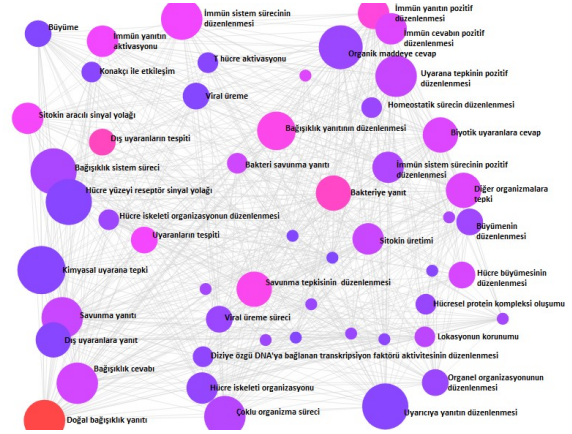 İmmün sistem sürecinin
düzenlenmesi
İmmün yanıtın pozitif
düzenlenmesi
Büyüme
İmmün yanıtın
aktivasyonu
İmmün cevabın pozitif
düzenlenmesi
Organik maddeye cevap
T hücre aktivasyonu
Konakçı ile etkileşim
Uyarana tepkinin pozitif
düzenlenmesi
Viral üreme
Homeostatik sürecin düzenlenmesi
Sitokin aracılı sinyal yolağı
Bağışıklık yanıtının düzenlenmesi
Biyotik uyaranlara cevap
Dış uyaranların tespiti
Bağışıklık sistem süreci
Bakteri savunma yanıtı
İmmün sistem sürecinin pozitif
düzenlenmesi
Hücre yüzeyi reseptör sinyal yolağı
Bakteriye yanıt
Diğer organizmalara
tepki
Hücre iskeleti organizasyonun düzenlenmesi
Büyümenin
düzenlenmesi
Uyaranların tespiti
Sitokin üretimi
Kimyasal uyarana tepki
Savunma tepkisinin düzenlenmesi
Hücre büyümesinin
düzenlenmesi
Hücresel protein kompleksi oluşumu
Savunma yanıtı
Viral üreme süreci
Dış uyaranlara yanıt
Lokasyonun korunumu
Diziye özgü DNA'ya bağlanan transkripsiyon faktörü aktivitesinin düzenlenmesi
Bağışıklık cevabı
Hücre iskeleti organizasyonu
Organel organizasyonunun
düzenlenmesi
Doğal bağışıklık yanıtı
Çoklu organizma süreci
Uyarıcıya yanıtın düzenlenmesi